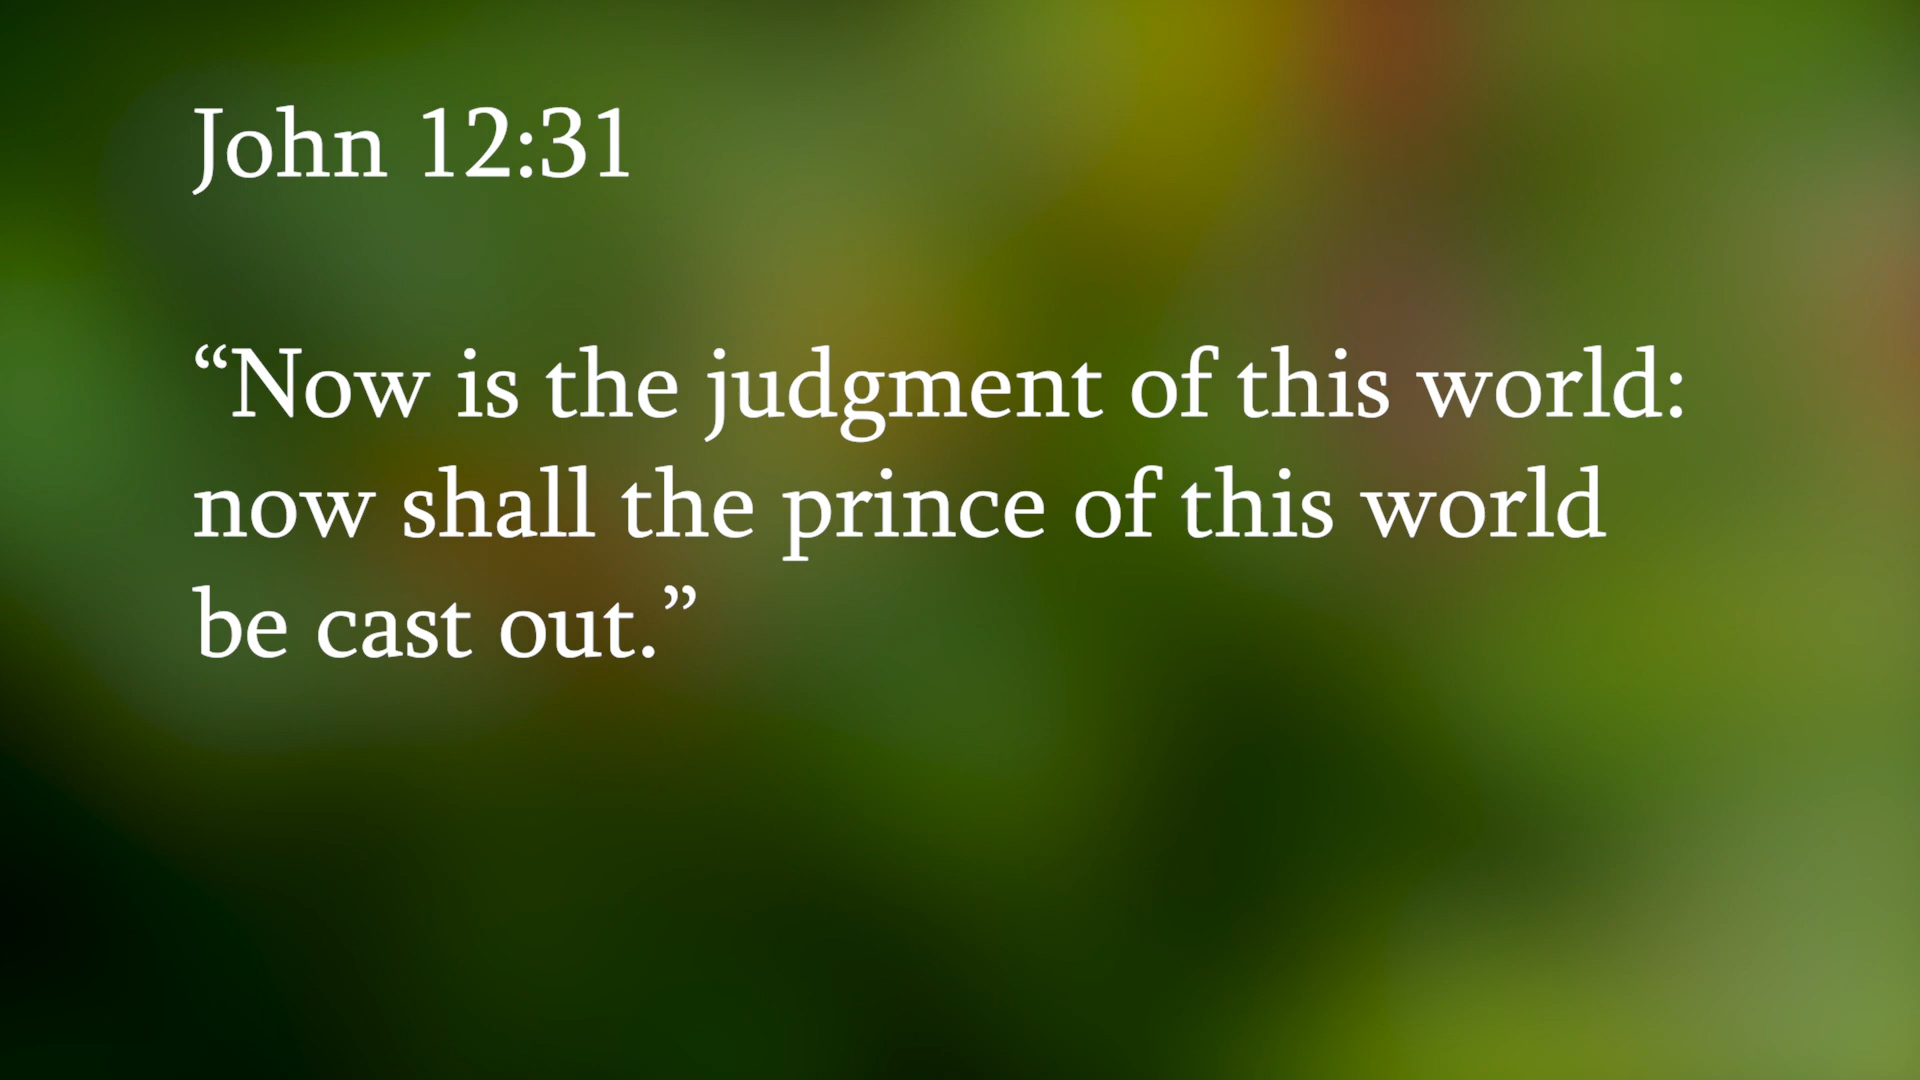 John 12:31
“Now is the judgment of this world:
now shall the prince of this world
be cast out.”